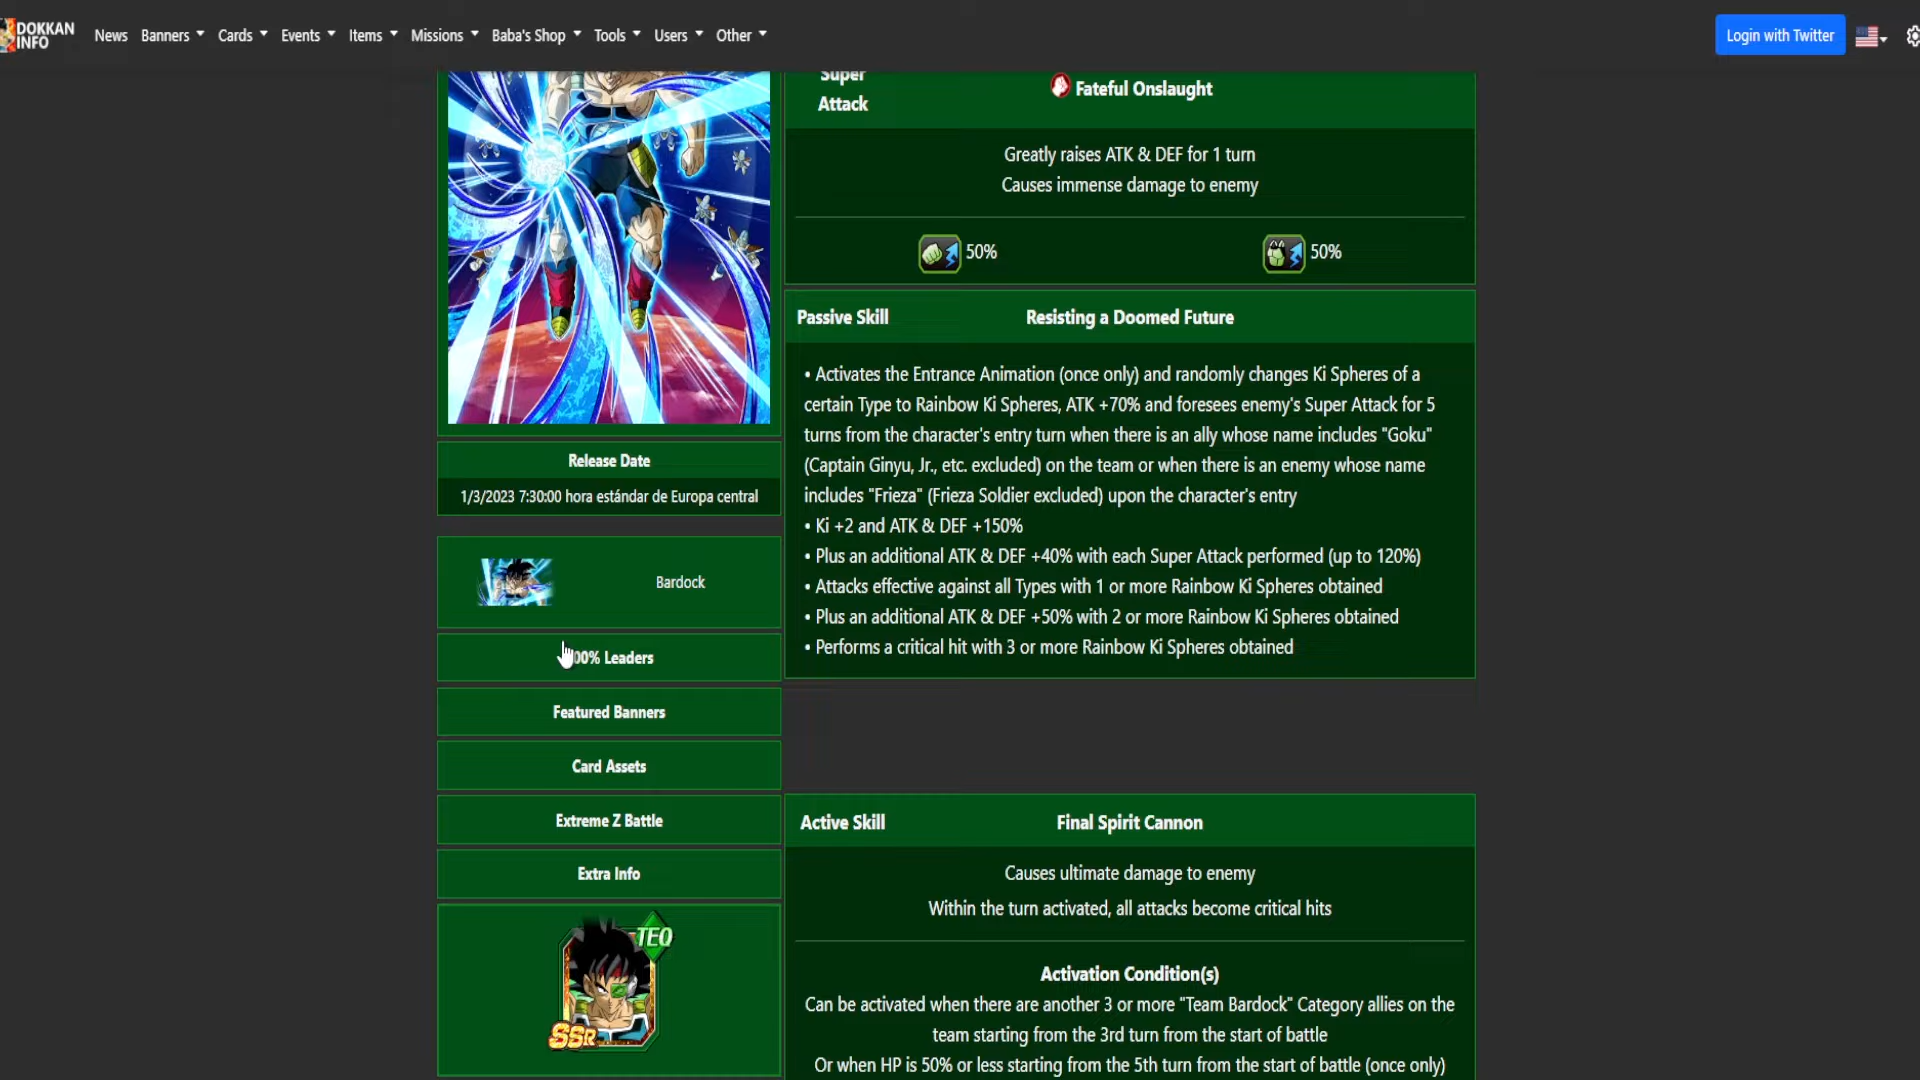 DOKKAN
INFO
News
Banners
Cards
Events
Items
Missions
Baba's Shop
Tools
Users
Other
Login with Twitter
Super
Attack
Fateful Onslaught
Greatly raises ATK & DEF for 1 turn
Causes immense damage to enemy
50%
50%
Passive Skill
Resisting a Doomed Future
• Activates the Entrance Animation (once only) and randomly changes Ki Spheres of a
certain Type to Rainbow Ki Spheres, ATK +70% and foresees enemy's Super Attack for 5
turns from the character's entry turn when there is an ally whose name includes "Goku"
(Captain Ginyu, Jr., etc. excluded) on the team or when there is an enemy whose name
includes "Frieza" (Frieza Soldier excluded) upon the character's entry
• Ki +2 and ATK & DEF +150%
• Plus an additional ATK & DEF +40% with each Super Attack performed (up to 120%)
• Attacks effective against all Types with 1 or more Rainbow Ki Spheres obtained
• Plus an additional ATK & DEF +50% with 2 or more Rainbow Ki Spheres obtained
• Performs a critical hit with 3 or more Rainbow Ki Spheres obtained
Release Date
1/3/2023 7:30:00 hora estándar de Europa central
Bardock
00% Leaders
Featured Banners
Card Assets
Extreme Z Battle
Extra Info
TEQ
SSR
Active Skill
Final Spirit Cannon
Causes ultimate damage to enemy
Within the turn activated, all attacks become critical hits
Activation Condition(s)
Can be activated when there are another 3 or more "Team Bardock" Category allies on the
team starting from the 3rd turn from the start of battle
Or when HP is 50% or less starting from the 5th turn from the start of battle (once only)